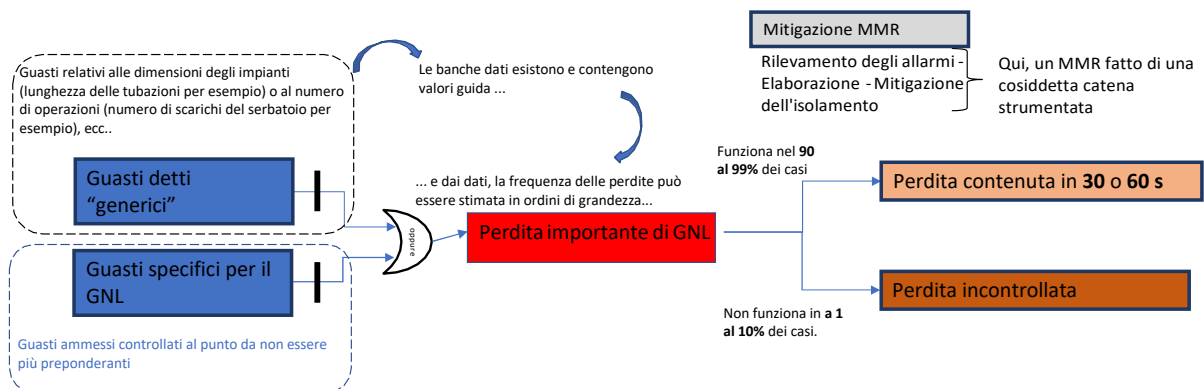 Guasti relativi alle dimensioni degli impianti
(lunghezza delle tubazioni per esempio) o al numero
di operazioni (numero di scarichi del serbatoio per
esempio), ecc..
Le banche dati esistono e contengono
valori guida ...
Mitigazione MMR
Rilevamento degli allarmi -
Elaborazione - Mitigazione
dell'isolamento
Qui, un MMR fatto di una
cosiddetta catena
strumentata
Guasti detti
“generici”
... e dai dati, la frequenza delle perdite può
essere stimata in ordini di grandezza...
Funziona nel 90
al 99% dei casi
Perdita contenuta in 30 o 60 s
oppure
Perdita importante di GNL
Guasti specifici per il
GNL
Perdita incontrollata
Non funziona in a 1
al 10% dei casi.
Guasti ammessi controllati al punto da non essere
più preponderanti